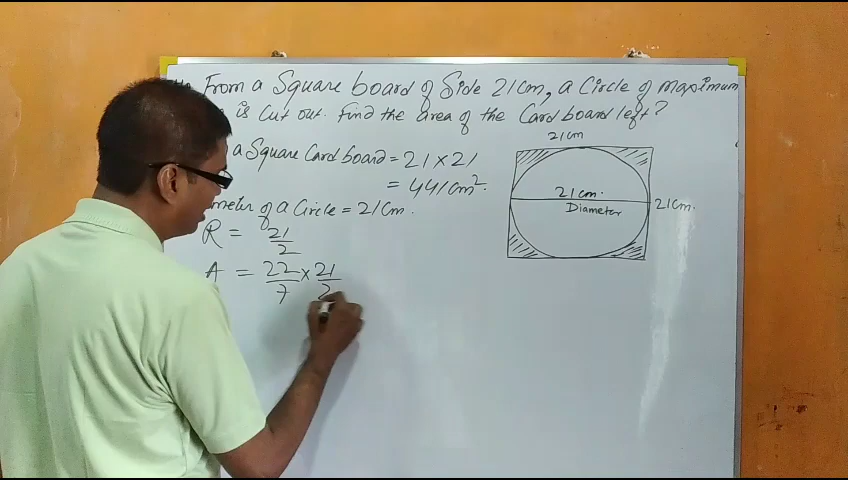 From a Square board of Side 21cm, a Circle of maximum
is Cut out. Find the area of the Card board left?
a Square Card board = 21 × 21
= 441cm².
meter of a Circle = 21cm.
R = 21/2
A = 22/7 × 21/2
21cm
21cm.
Diameter
21cm.